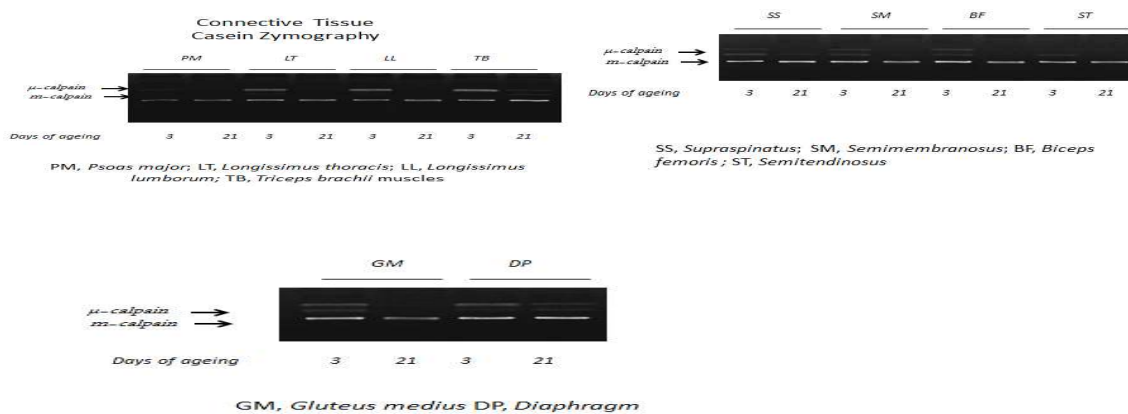 Connective Tissue
Casein Zymography
PM LT LL TB
μ-calpain
m-calpain
Days of ageing 3 21 3 21 3 21 3 21
PM, Psoas major; LT, Longissimus thoracis; LL, Longissimus
lumborum; TB, Triceps brachii muscles
SS SM BF ST
μ-calpain
m-calpain
Days of ageing 3 21 3 21 3 21 3 21
SS, Supraspinatus; SM, Semimembranosus; BF, Biceps
femoris ; ST, Semitendinosus
GM DP
μ-calpain
m-calpain
Days of ageing 3 21 3 21
GM, Gluteus medius DP, Diaphragm